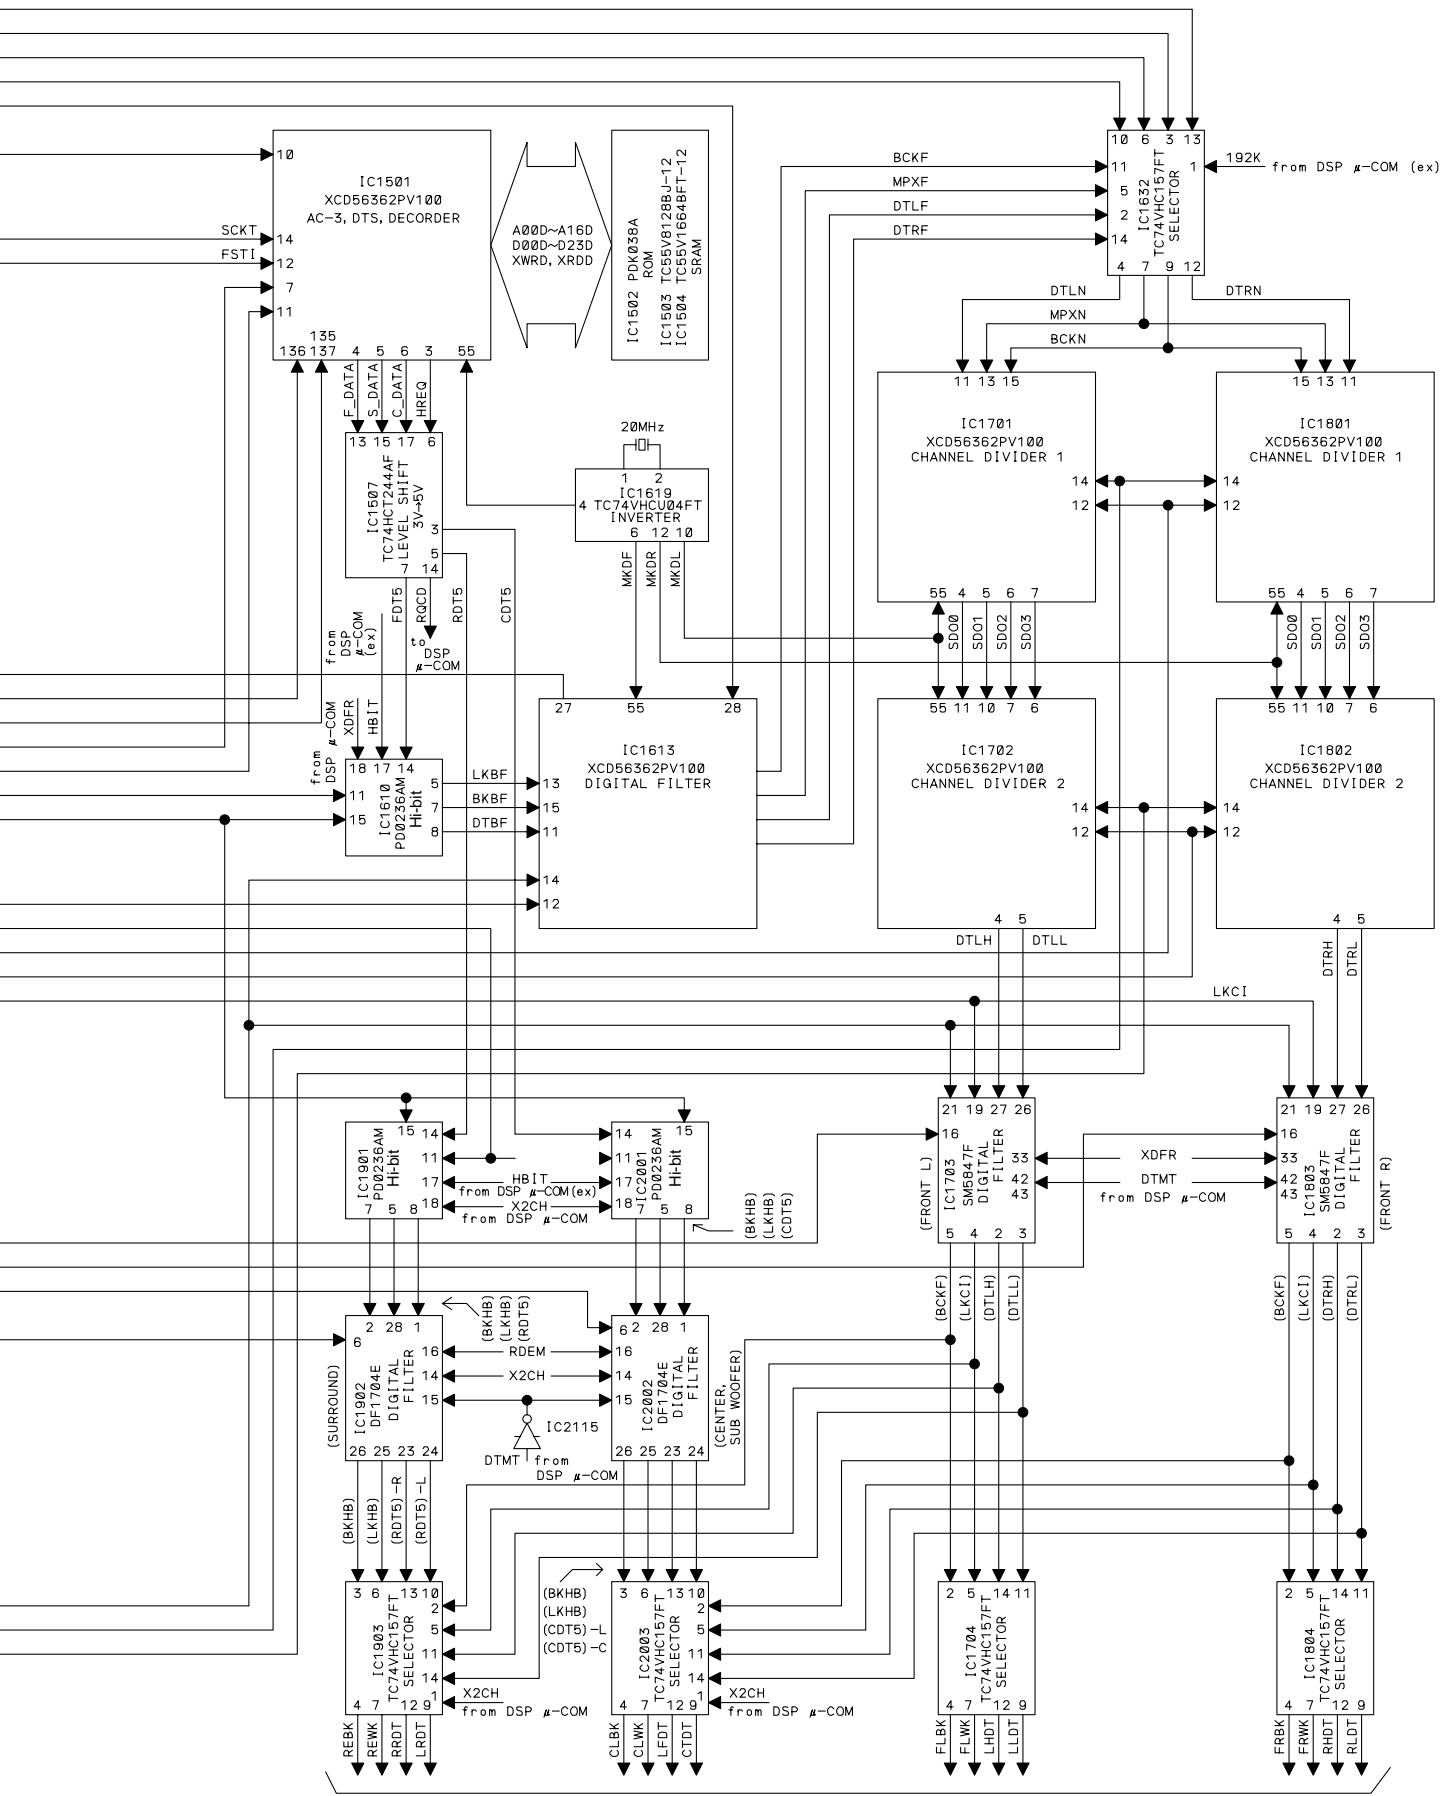 10 6 3 13
11
5
2
14
IC1632
TC74VHC157FT
SELECTOR
1
192K
from DSP μ-COM (ex)
4 7 9 12
BCKF
MPXF
DTLF
DTRF
DTLN
DTRN
MPXN
BCKN
10
IC1501
XCD56362PV100
AC-3, DTS, DECORDER
SCKT
14
FSTI
12
7
11
135
136 137 4 5 6 3 55
A00D~A16D
D00D~D23D
XWRD, XRDD
IC1502 PDK038A
ROM
IC1503 TC55V8128BJ-12
IC1504 TC55V1664BFT-12
SRAM
F_DATA
S_DATA
C_DATA
HREQ
13 15 17 6
IC1507
TC74HCT244AF
LEVEL SHIFT
3V→5V
3
5
7 14
20MHz
1 2
IC1619
4 TC74VHCU04FT
INVERTER
6 12 10
MKDF
MKDR
MKDL
FDT5
RQCD
RDT5
CDT5
from
DSP
μ-COM
(ex)
to
DSP
μ-COM
from
DSP μ-COM
XDFR
HBIT
18 17 14
11
15
IC1610
PD0236AM
Hi-bit
5
7
8
LKBF
BKBF
DTBF
27 55 28
IC1613
XCD56362PV100
DIGITAL FILTER
13
15
11
14
12
11 13 15
IC1701
XCD56362PV100
CHANNEL DIVIDER 1
14
12
55 4 5 6 7
SDO0
SDO1
SDO2
SDO3
15 13 11
IC1801
XCD56362PV100
CHANNEL DIVIDER 1
14
12
55 4 5 6 7
SDO0
SDO1
SDO2
SDO3
55 11 10 7 6
IC1702
XCD56362PV100
CHANNEL DIVIDER 2
14
12
4 5
DTLH
DTLL
55 11 10 7 6
IC1802
XCD56362PV100
CHANNEL DIVIDER 2
14
12
4 5
DTRH
DTRL
LKCI
15
IC1901
PD0236AM
Hi-bit
14
11
17
18
7 5 8
HBIT
from DSP μ-COM(ex)
X2CH
from DSP μ-COM
15
14
11
17
18
IC2001
PD0236AM
Hi-bit
7 5 8
(BKHB)
(LKHB)
(CDT5)
21 19 27 26
16
(FRONT L)
IC1703
SM5847F
DIGITAL
FILTER
33
42
43
5 4 2 3
XDFR
DTMT
from DSP μ-COM
21 19 27 26
16
33
42
43
IC1803
SM5847F
DIGITAL
FILTER
(FRONT R)
5 4 2 3
(BCKF)
(LKCI)
(DTLH)
(DTLL)
(BCKF)
(LKCI)
(DTRH)
(DTRL)
(BKHB)
(LKHB)
(RDT5)
2 28 1
6
(SURROUND)
IC1902
DF1704E
DIGITAL
FILTER
16
14
15
26 25 23 24
RDEM
X2CH
IC2115
DTMT from
DSP μ-COM
6 2 28 1
16
14
15
IC2002
DF1704E
DIGITAL
FILTER
(CENTER,
SUB WOOFER)
26 25 23 24
(BKHB)
(LKHB)
(RDT5)-R
(RDT5)-L
(BKHB)
(LKHB)
(CDT5)-L
(CDT5)-C
3 6 13 10
2
5
11
14
1
IC1903
TC74VHC157FT
SELECTOR
4 7 12 9
X2CH
from DSP μ-COM
3 6 13 10
2
5
11
14
1
IC2003
TC74VHC157FT
SELECTOR
4 7 12 9
X2CH
from DSP μ-COM
2 5 14 11
IC1704
TC74VHC157FT
SELECTOR
4 7 12 9
2 5 14 11
IC1804
TC74VHC157FT
SELECTOR
4 7 12 9
REBK
REWK
RRDT
LRDT
CLBK
CLWK
LFDT
CTDT
FLBK
FLWK
LHDT
LLDT
FRBK
FRWK
RHDT
RLDT